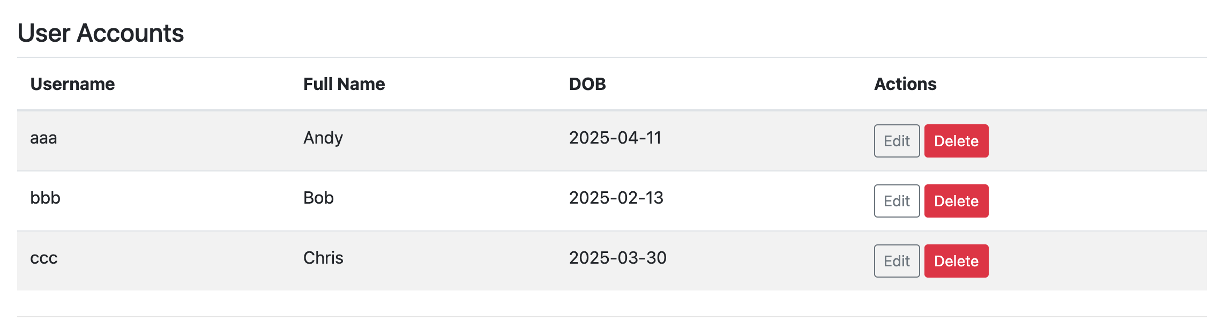 User Accounts
Username Full Name DOB Actions
aaa Andy 2025-04-11 Edit Delete
bbb Bob 2025-02-13 Edit Delete
ccc Chris 2025-03-30 Edit Delete